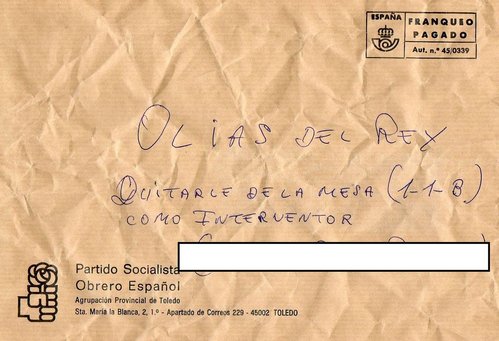 ESPAÑA
FRANQUEO
PAGADO
Aut. n.º 45/0339
OLIAS DEL REY
QUITARLE DE LA MESA (1-1-B)
COMO INTERVENTOR
Partido Socialista
Obrero Español
Agrupación Provincial de Toledo
Sta. María la Blanca, 2, 1.º - Apartado de Correos 229 - 45002 TOLEDO